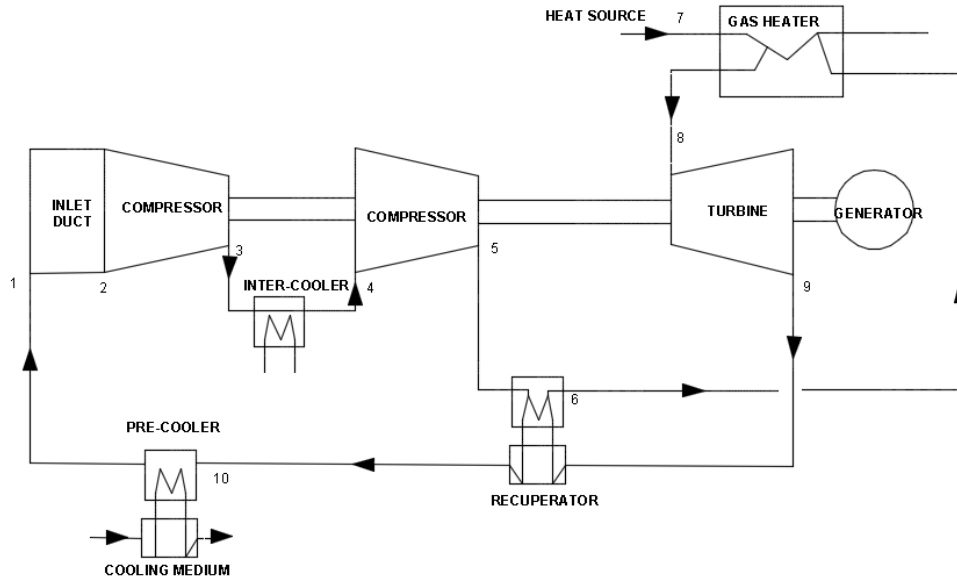 HEAT SOURCE
7
GAS HEATER
8
INLET
DUCT
COMPRESSOR
COMPRESSOR
TURBINE
GENERATOR
1
2
3
4
5
9
INTER-COOLER
6
PRE-COOLER
10
RECUPERATOR
COOLING MEDIUM